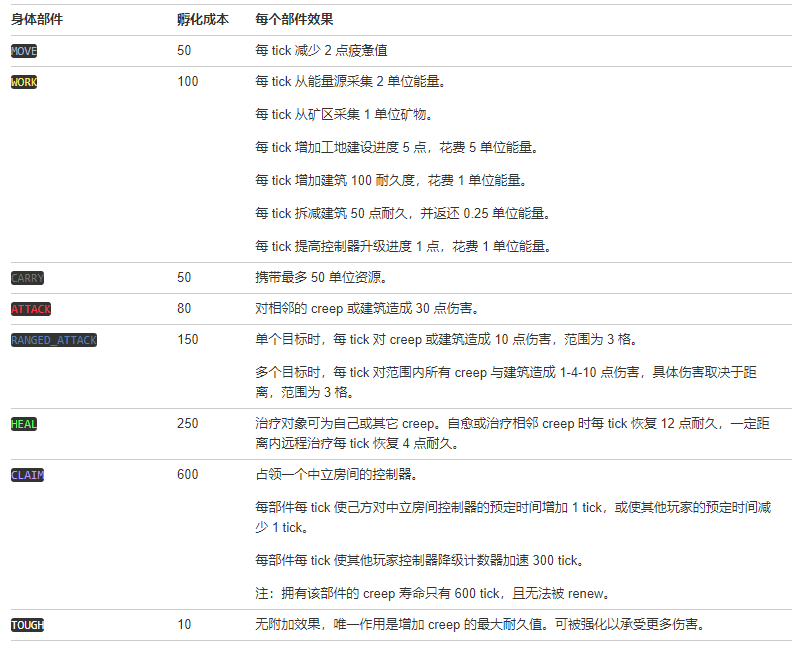 身体部件 孵化成本 每个部件效果
MOVE 50 每 tick 减少 2 点疲惫值
WORK 100 每 tick 从能量源采集 2 单位能量。
每 tick 从矿区采集 1 单位矿物。
每 tick 增加工地建设进度 5 点，花费 5 单位能量。
每 tick 增加建筑 100 耐久度，花费 1 单位能量。
每 tick 拆减建筑 50 点耐久，并返还 0.25 单位能量。
每 tick 提高控制器升级进度 1 点，花费 1 单位能量。
CARRY 50 携带最多 50 单位资源。
ATTACK 80 对相邻的 creep 或建筑造成 30 点伤害。
RANGED_ATTACK 150 单个目标时，每 tick 对 creep 或建筑造成 10 点伤害，范围为 3 格。
多个目标时，每 tick 对范围内所有 creep 与建筑造成 1-4-10 点伤害，具体伤害取决于距
离，范围为 3 格。
HEAL 250 治疗对象可为自己或其它 creep。自愈或治疗相邻 creep 时每 tick 恢复 12 点耐久，一定距
离内远程治疗每 tick 恢复 4 点耐久。
CLAIM 600 占领一个中立房间的控制器。
每部件每 tick 使己方对中立房间控制器的预定时间增加 1 tick，或使其他玩家的预定时间减
少 1 tick。
每部件每 tick 使其他玩家控制器降级计数器加速 300 tick。
注：拥有该部件的 creep 寿命只有 600 tick，且无法被 renew。
TOUGH 10 无附加效果，唯一作用是增加 creep 的最大耐久值。可被强化以承受更多伤害。